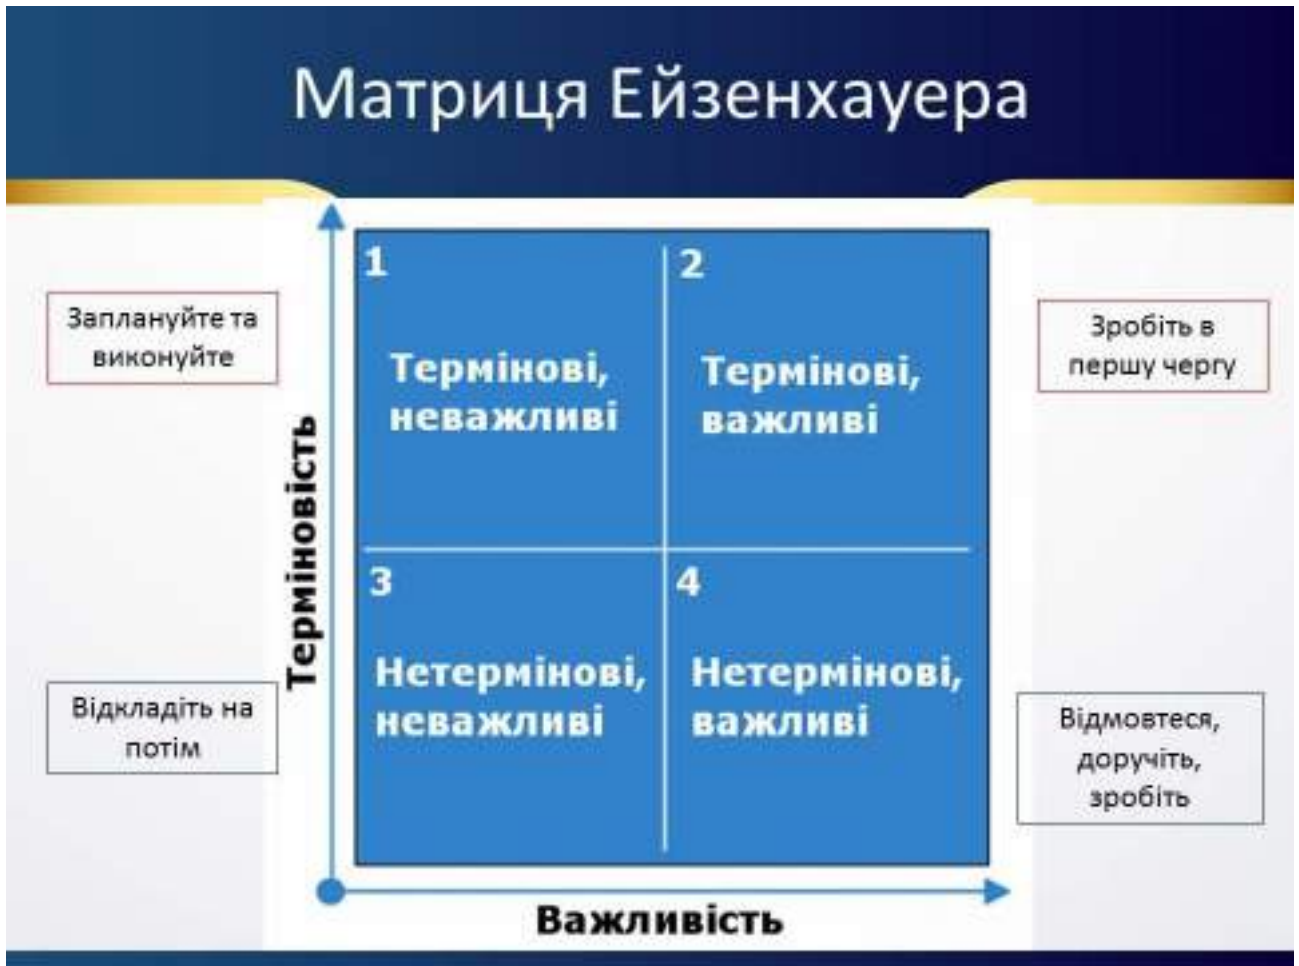 Матриця Ейзенхауера
Заплануйте та
виконуйте
1
Термінові,
неважливі
2
Термінові,
важливі
Зробіть в
першу чергу
Терміновість
Відкладіть на
потім
3
Нетермінові,
неважливі
4
Нетермінові,
важливі
Відмовтеся,
доручіть,
зробіть
Важливість